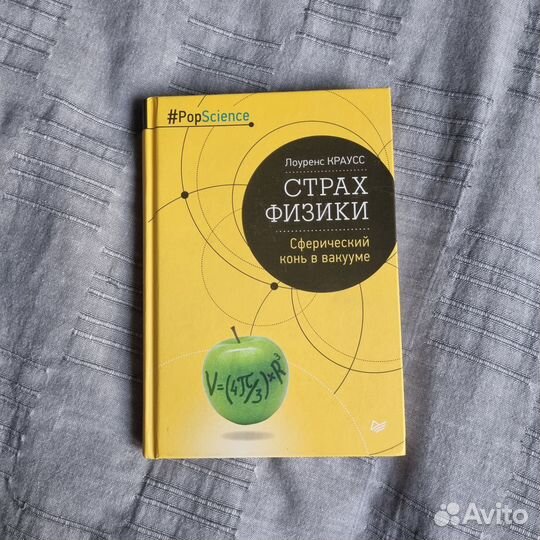 #PopScience
Лоуренс КРАУСС
СТРАХ
ФИЗИКИ
Сферический
конь в вакууме
V=(4π/3)*R³
Avito